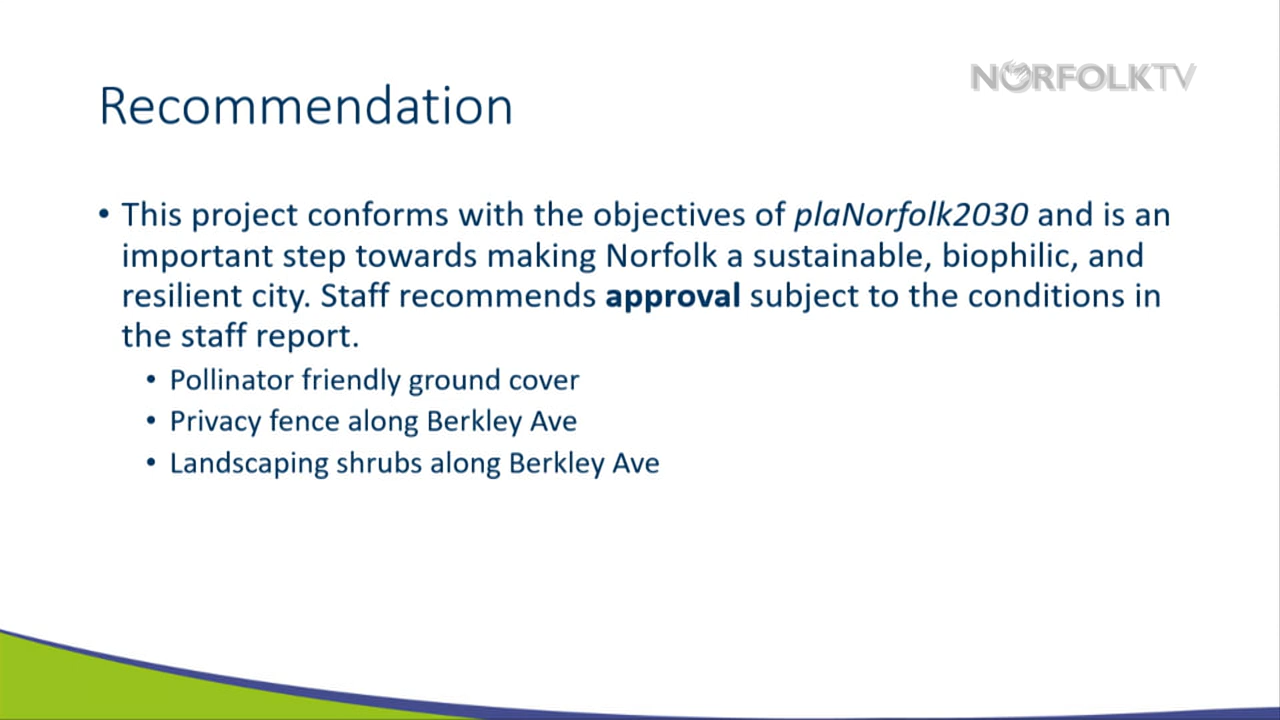 NORFOLKTV
Recommendation
• This project conforms with the objectives of plaNorfolk2030 and is an
important step towards making Norfolk a sustainable, biophilic, and
resilient city. Staff recommends approval subject to the conditions in
the staff report.
• Pollinator friendly ground cover
• Privacy fence along Berkley Ave
• Landscaping shrubs along Berkley Ave